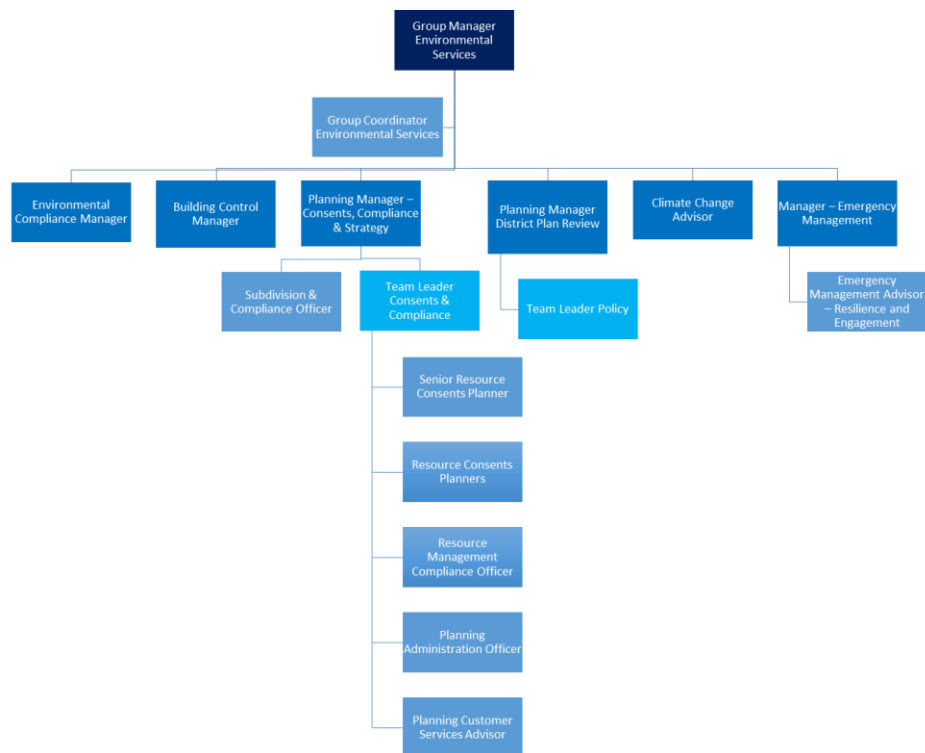 Group Manager
Environmental
Services
Group Coordinator
Environmental Services
Environmental
Compliance Manager
Building Control
Manager
Planning Manager –
Consents, Compliance
& Strategy
Planning Manager
District Plan Review
Climate Change
Advisor
Manager – Emergency
Management
Subdivision &
Compliance Officer
Team Leader
Consents &
Compliance
Team Leader Policy
Emergency
Management Advisor
– Resilience and
Engagement
Senior Resource
Consents Planner
Resource Consents
Planners
Resource
Management
Compliance Officer
Planning
Administration Officer
Planning Customer
Services Advisor